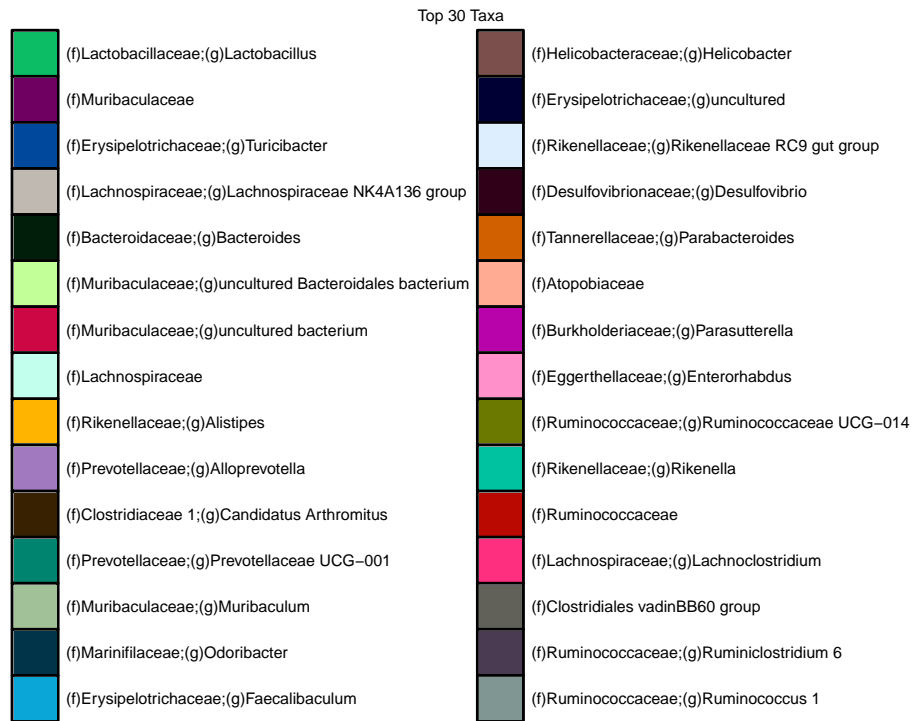 Top 30 Taxa
(f)Lactobacillaceae;(g)Lactobacillus
(f)Muribaculaceae
(f)Erysipelotrichaceae;(g)Turicibacter
(f)Lachnospiraceae;(g)Lachnospiraceae NK4A136 group
(f)Bacteroidaceae;(g)Bacteroides
(f)Muribaculaceae;(g)uncultured Bacteroidales bacterium
(f)Muribaculaceae;(g)uncultured bacterium
(f)Lachnospiraceae
(f)Rikenellaceae;(g)Alistipes
(f)Prevotellaceae;(g)Alloprevotella
(f)Clostridiaceae 1;(g)Candidatus Arthromitus
(f)Prevotellaceae;(g)Prevotellaceae UCG−001
(f)Muribaculaceae;(g)Muribaculum
(f)Marinifilaceae;(g)Odoribacter
(f)Erysipelotrichaceae;(g)Faecalibaculum
(f)Helicobacteraceae;(g)Helicobacter
(f)Erysipelotrichaceae;(g)uncultured
(f)Rikenellaceae;(g)Rikenellaceae RC9 gut group
(f)Desulfovibrionaceae;(g)Desulfovibrio
(f)Tannerellaceae;(g)Parabacteroides
(f)Atopobiaceae
(f)Burkholderiaceae;(g)Parasutterella
(f)Eggerthellaceae;(g)Enterorhabdus
(f)Ruminococcaceae;(g)Ruminococcaceae UCG−014
(f)Rikenellaceae;(g)Rikenella
(f)Ruminococcaceae
(f)Lachnospiraceae;(g)Lachnoclostridium
(f)Clostridiales vadinBB60 group
(f)Ruminococcaceae;(g)Ruminiclostridium 6
(f)Ruminococcaceae;(g)Ruminococcus 1